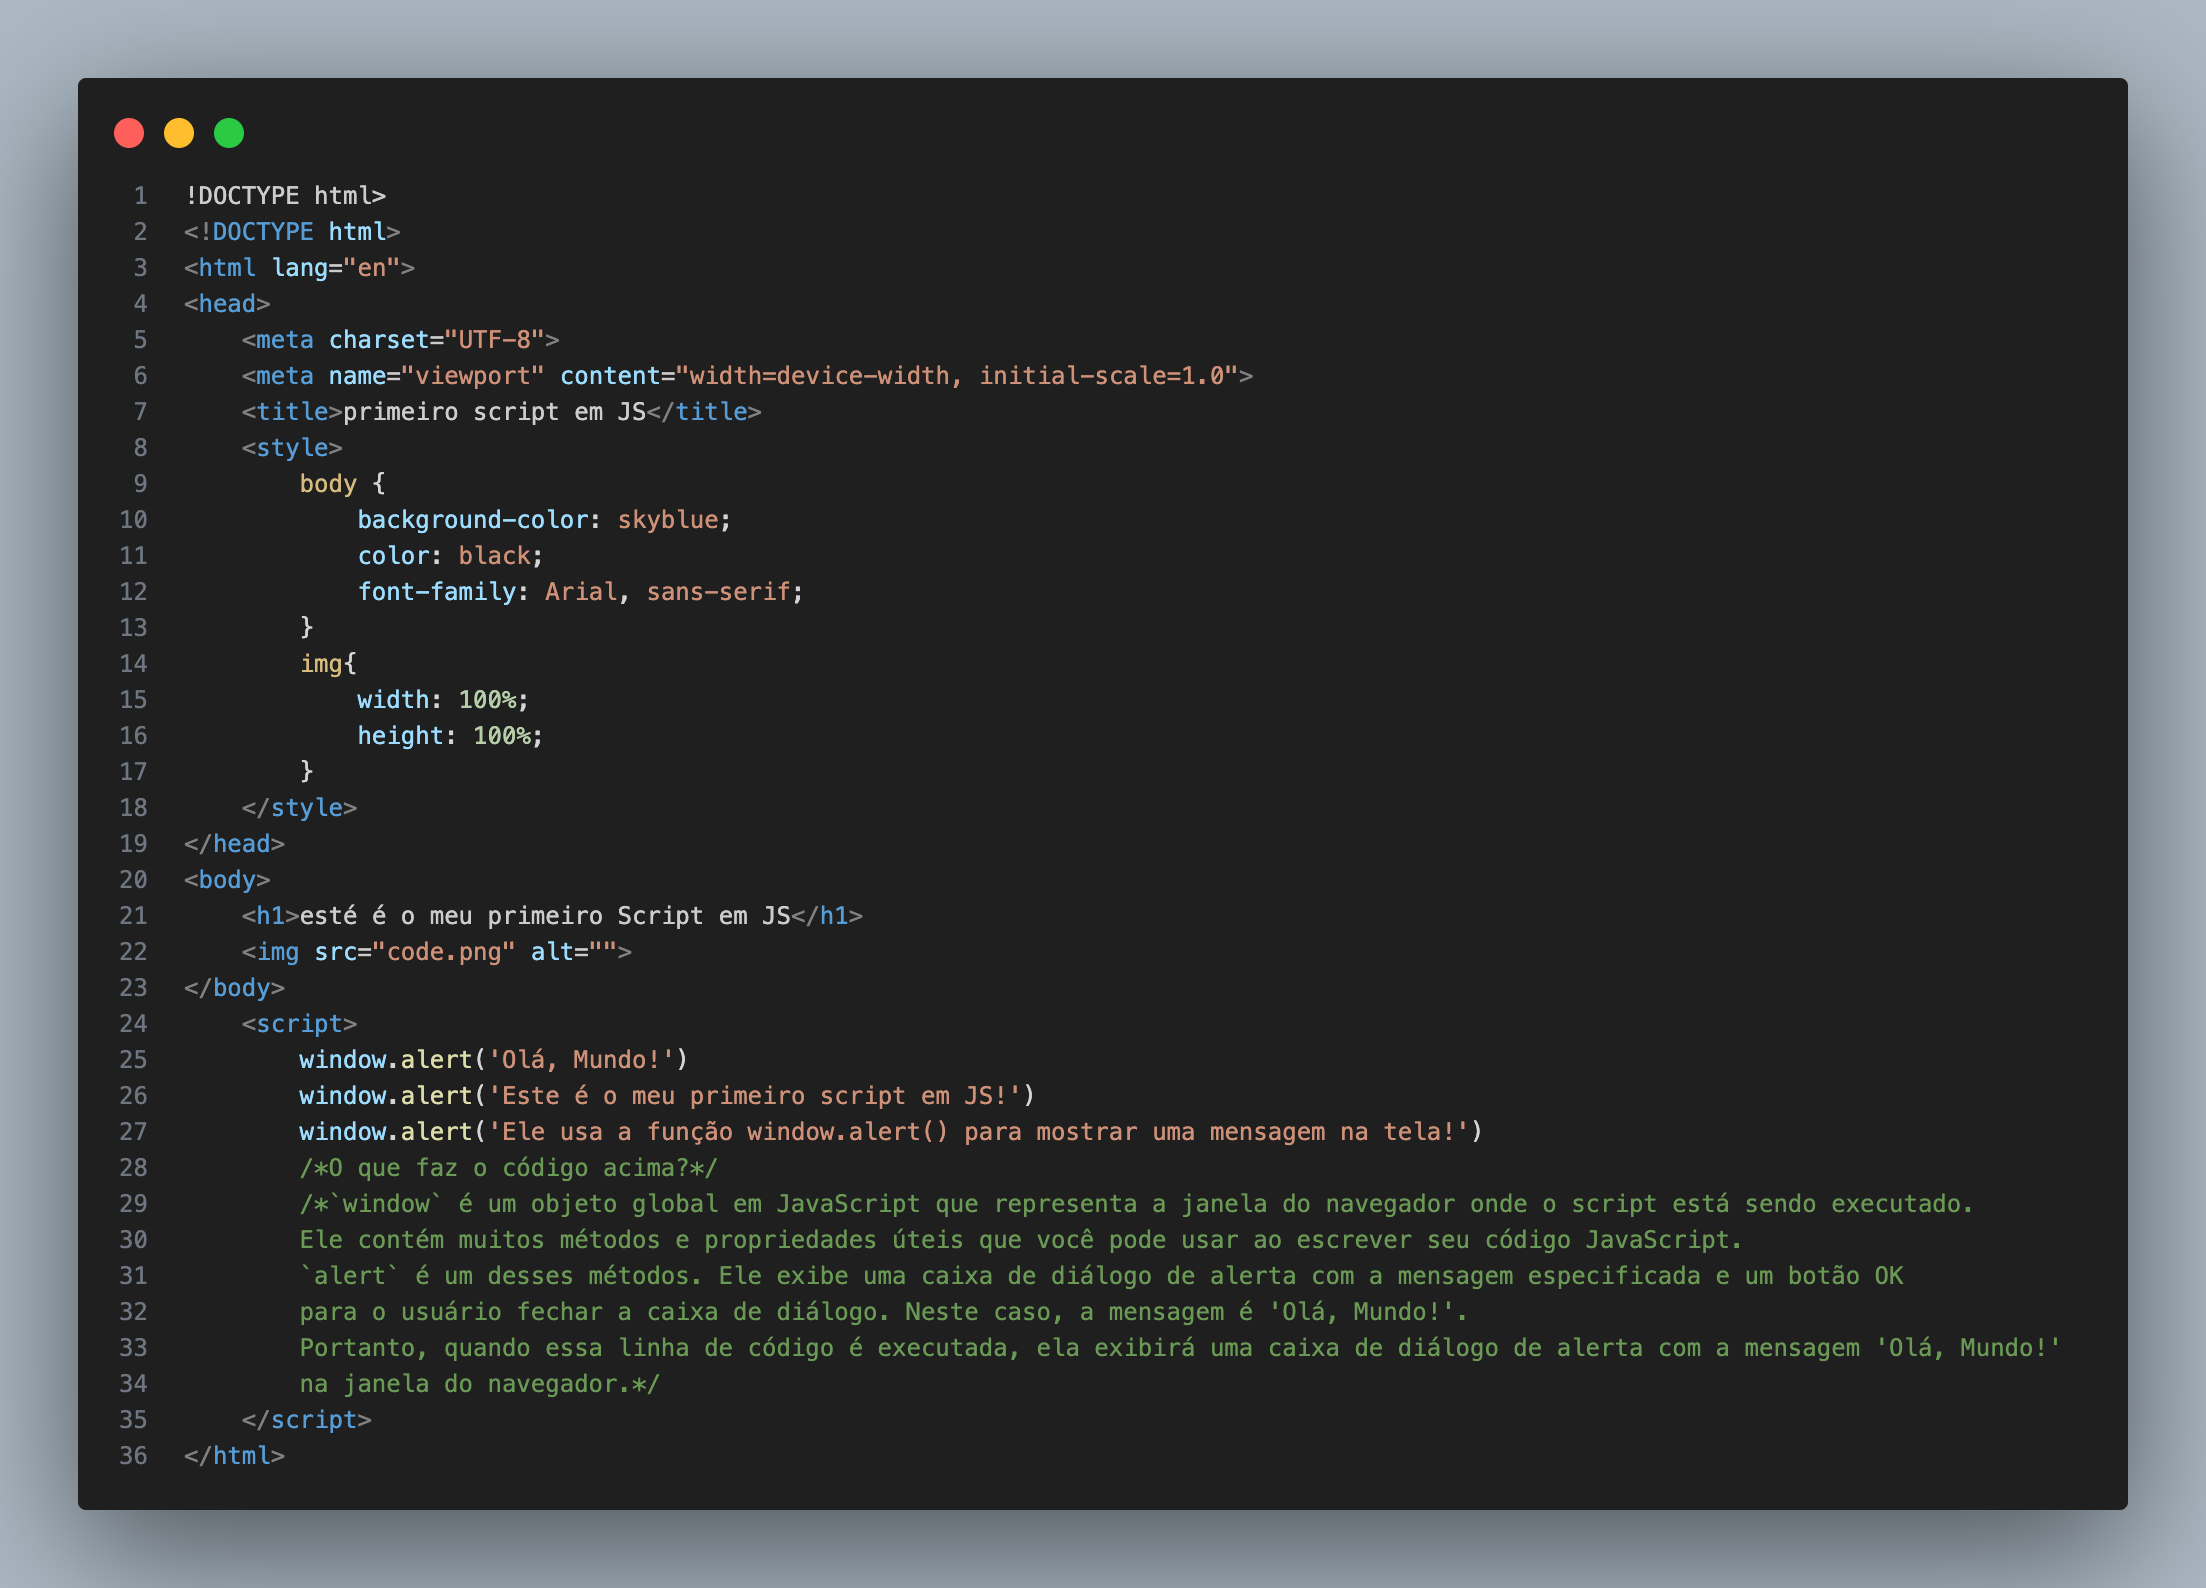 1 !DOCTYPE html>
2 <!DOCTYPE html>
3 <html lang="en">
4 <head>
5     <meta charset="UTF-8">
6     <meta name="viewport" content="width=device-width, initial-scale=1.0">
7     <title>primeiro script em JS</title>
8     <style>
9         body {
10             background-color: skyblue;
11             color: black;
12             font-family: Arial, sans-serif;
13         }
14         img{
15             width: 100%;
16             height: 100%;
17         }
18     </style>
19 </head>
20 <body>
21     <h1>esté é o meu primeiro Script em JS</h1>
22     <img src="code.png" alt="">
23 </body>
24     <script>
25         window.alert('Olá, Mundo!')
26         window.alert('Este é o meu primeiro script em JS!')
27         window.alert('Ele usa a função window.alert() para mostrar uma mensagem na tela!')
28         /*O que faz o código acima?*/
29         /*`window` é um objeto global em JavaScript que representa a janela do navegador onde o script está sendo executado.
30         Ele contém muitos métodos e propriedades úteis que você pode usar ao escrever seu código JavaScript.
31         `alert` é um desses métodos. Ele exibe uma caixa de diálogo de alerta com a mensagem especificada e um botão OK
32         para o usuário fechar a caixa de diálogo. Neste caso, a mensagem é 'Olá, Mundo!'.
33         Portanto, quando essa linha de código é executada, ela exibirá uma caixa de diálogo de alerta com a mensagem 'Olá, Mundo!'
34         na janela do navegador.*/
35     </script>
36 </html>